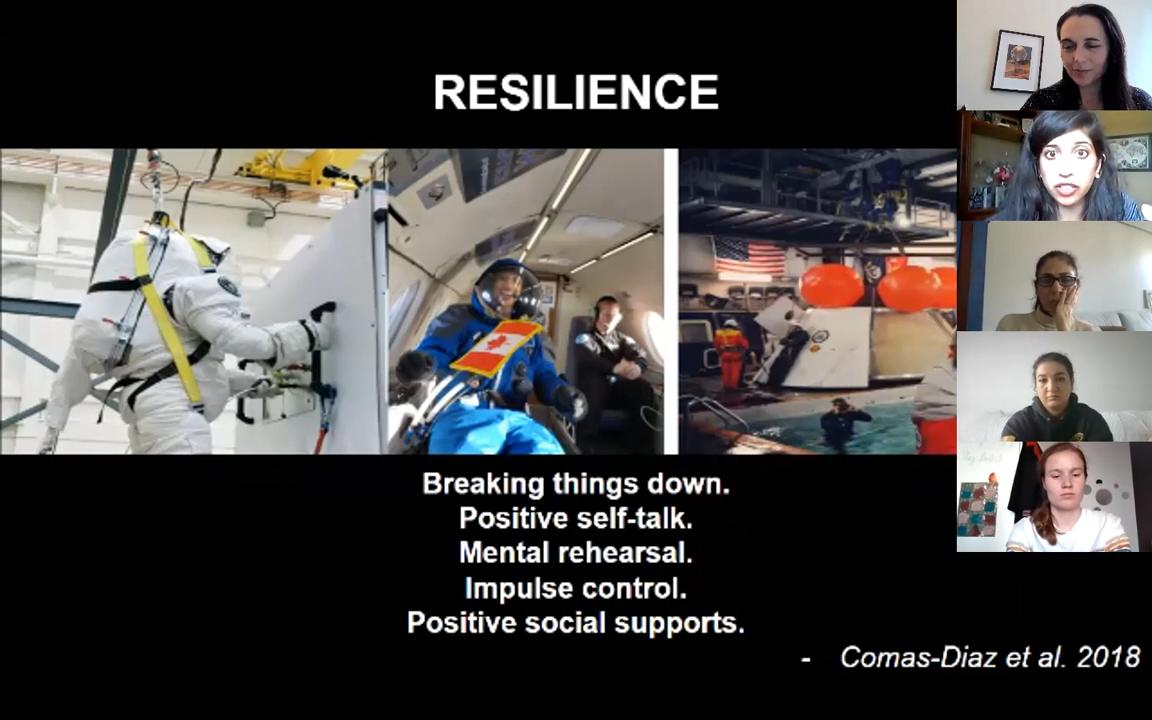 RESILIENCE
Breaking things down.
Positive self-talk.
Mental rehearsal.
Impulse control.
Positive social supports.
- Comas-Diaz et al. 2018